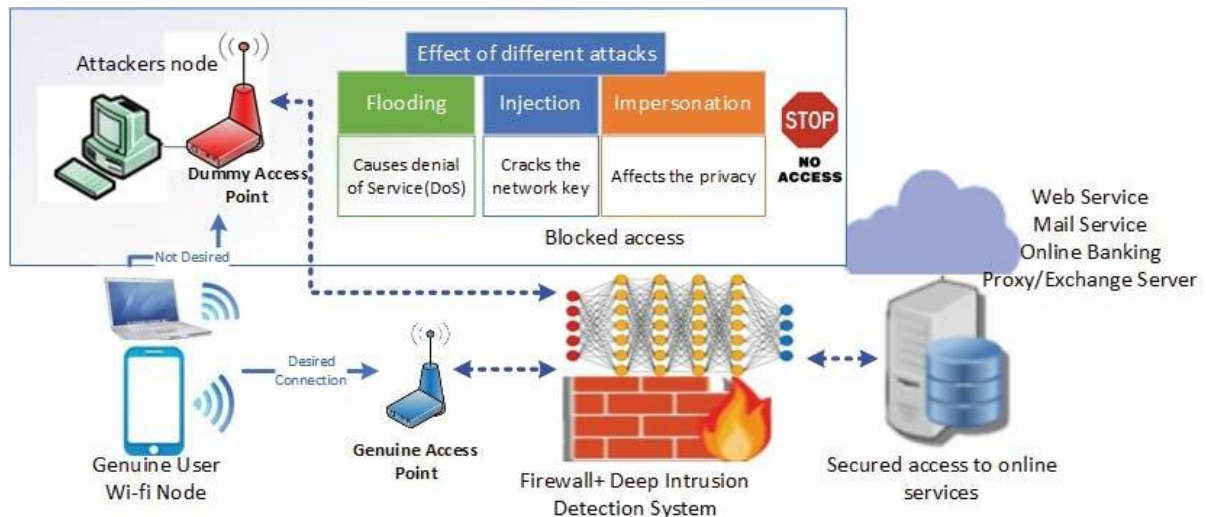 Attackers node
Dummy Access
Point
Effect of different attacks
Flooding
Injection
Impersonation
Causes denial
of Service(DoS)
Cracks the
network key
Affects the privacy
STOP
NO
ACCESS
Blocked access
Not Desired
Web Service
Mail Service
Online Banking
Proxy/Exchange Server
Desired
Connection
Genuine Access
Point
Genuine User
Wi-fi Node
Firewall+ Deep Intrusion
Detection System
Secured access to online
services